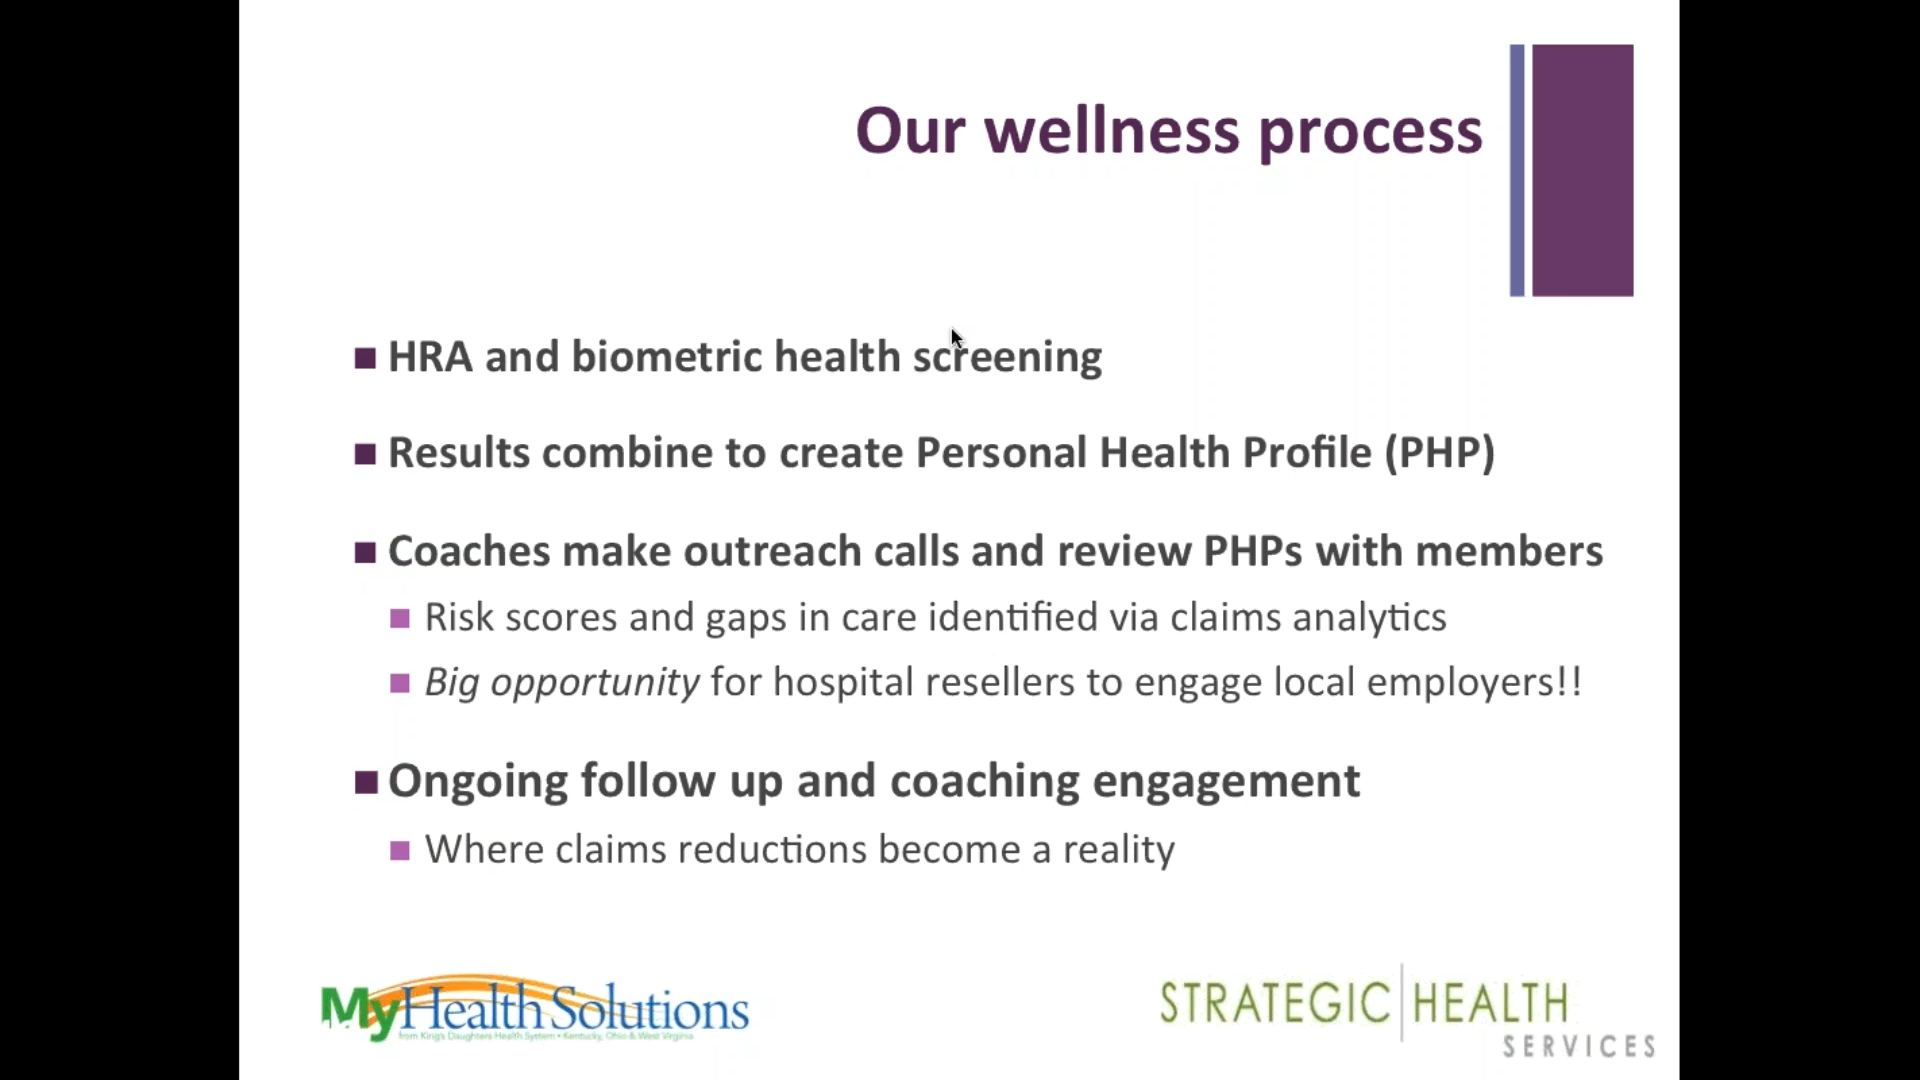 Our wellness process
HRA and biometric health screening
Results combine to create Personal Health Profile (PHP)
Coaches make outreach calls and review PHPs with members
Risk scores and gaps in care identified via claims analytics
Big opportunity for hospital resellers to engage local employers!!
Ongoing follow up and coaching engagement
Where claims reductions become a reality
MyHealth Solutions
from King's Daughters Health System • Kentucky, Ohio & West Virginia
STRATEGIC HEALTH
SERVICES